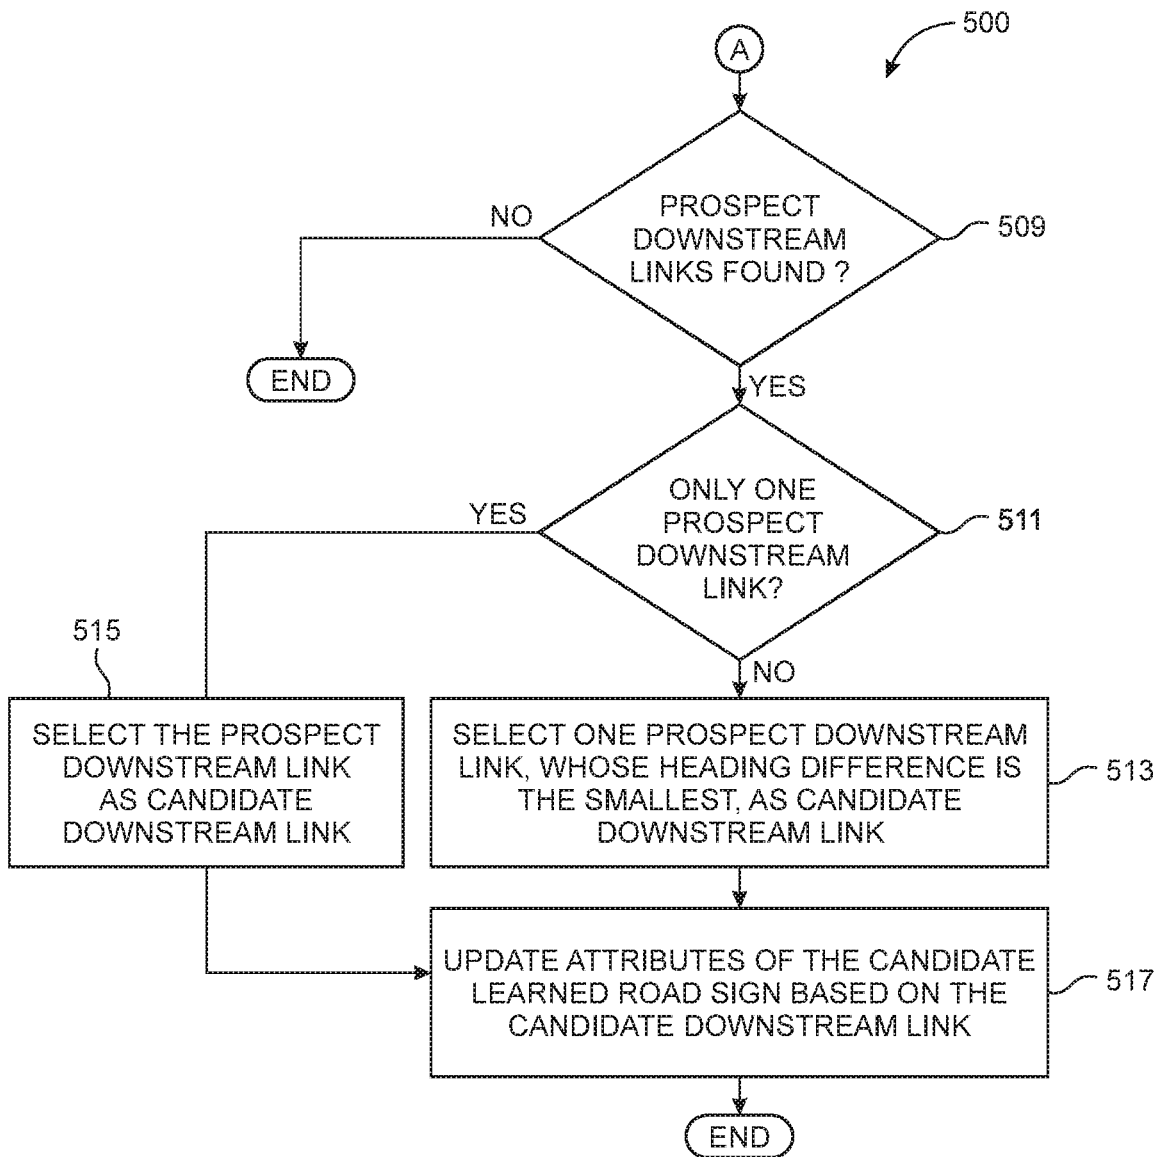 500
A
NO
PROSPECT
DOWNSTREAM
LINKS FOUND ?
509
END
YES
YES
ONLY ONE
PROSPECT
DOWNSTREAM
LINK?
511
515
NO
SELECT THE PROSPECT
DOWNSTREAM LINK
AS CANDIDATE
DOWNSTREAM LINK
SELECT ONE PROSPECT DOWNSTREAM
LINK, WHOSE HEADING DIFFERENCE IS
THE SMALLEST, AS CANDIDATE
DOWNSTREAM LINK
513
UPDATE ATTRIBUTES OF THE CANDIDATE
LEARNED ROAD SIGN BASED ON THE
CANDIDATE DOWNSTREAM LINK
517
END